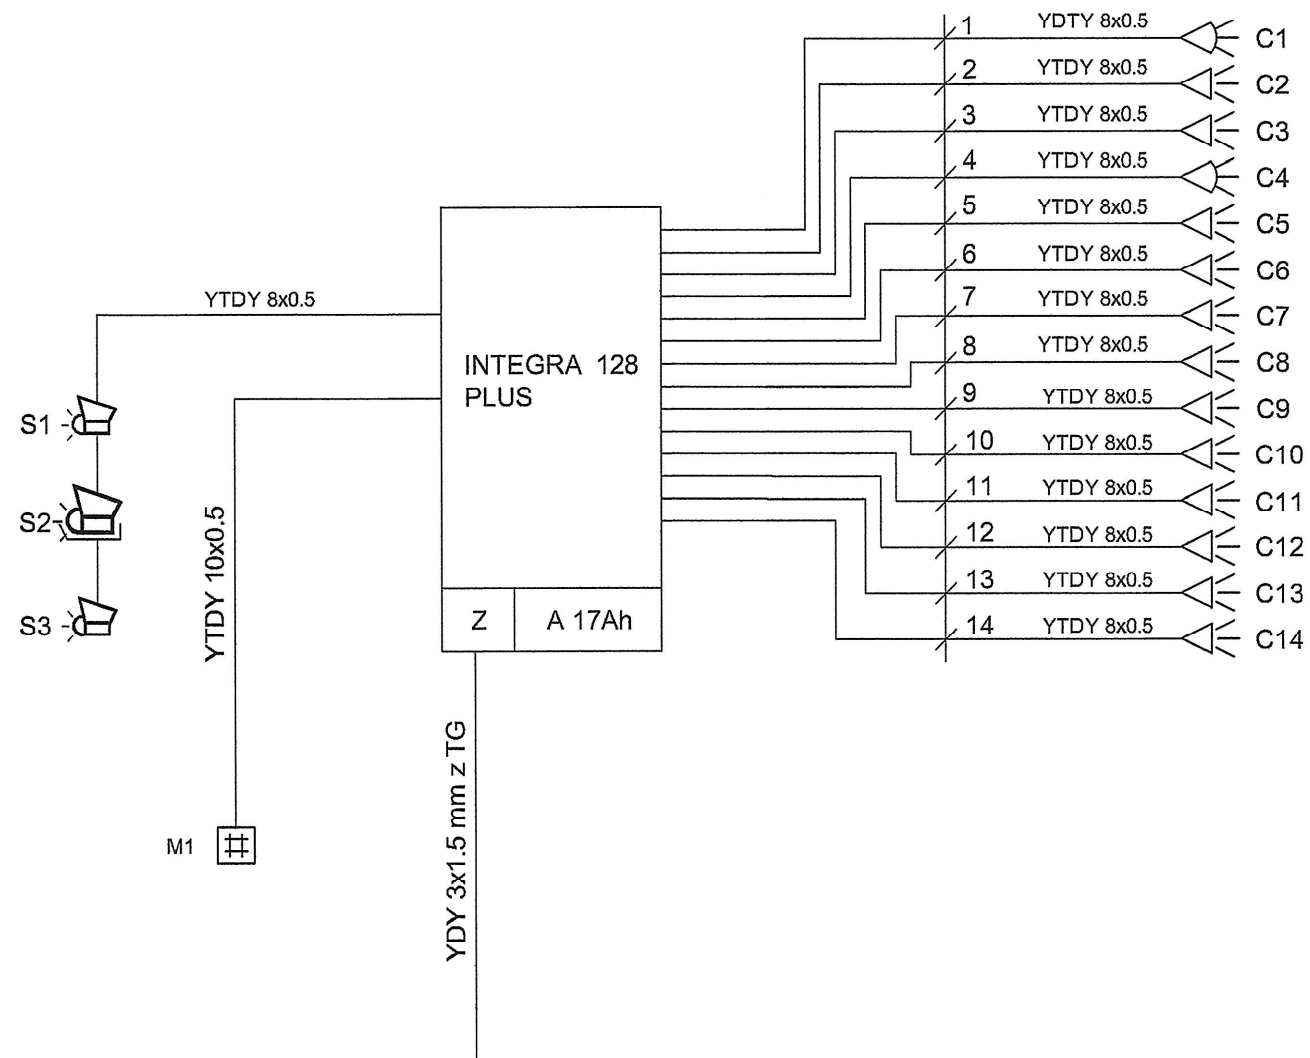 1 YDTY 8x0.5 C1
2 YTDY 8x0.5 C2
3 YTDY 8x0.5 C3
4 YTDY 8x0.5 C4
5 YTDY 8x0.5 C5
6 YTDY 8x0.5 C6
7 YTDY 8x0.5 C7
8 YTDY 8x0.5 C8
9 YTDY 8x0.5 C9
10 YTDY 8x0.5 C10
11 YTDY 8x0.5 C11
12 YTDY 8x0.5 C12
13 YTDY 8x0.5 C13
14 YTDY 8x0.5 C14
YTDY 8x0.5
INTEGRA 128
PLUS
Z
A 17Ah
S1
S2
S3
YTDY 10x0.5
M1
YDY 3x1.5 mm z TG